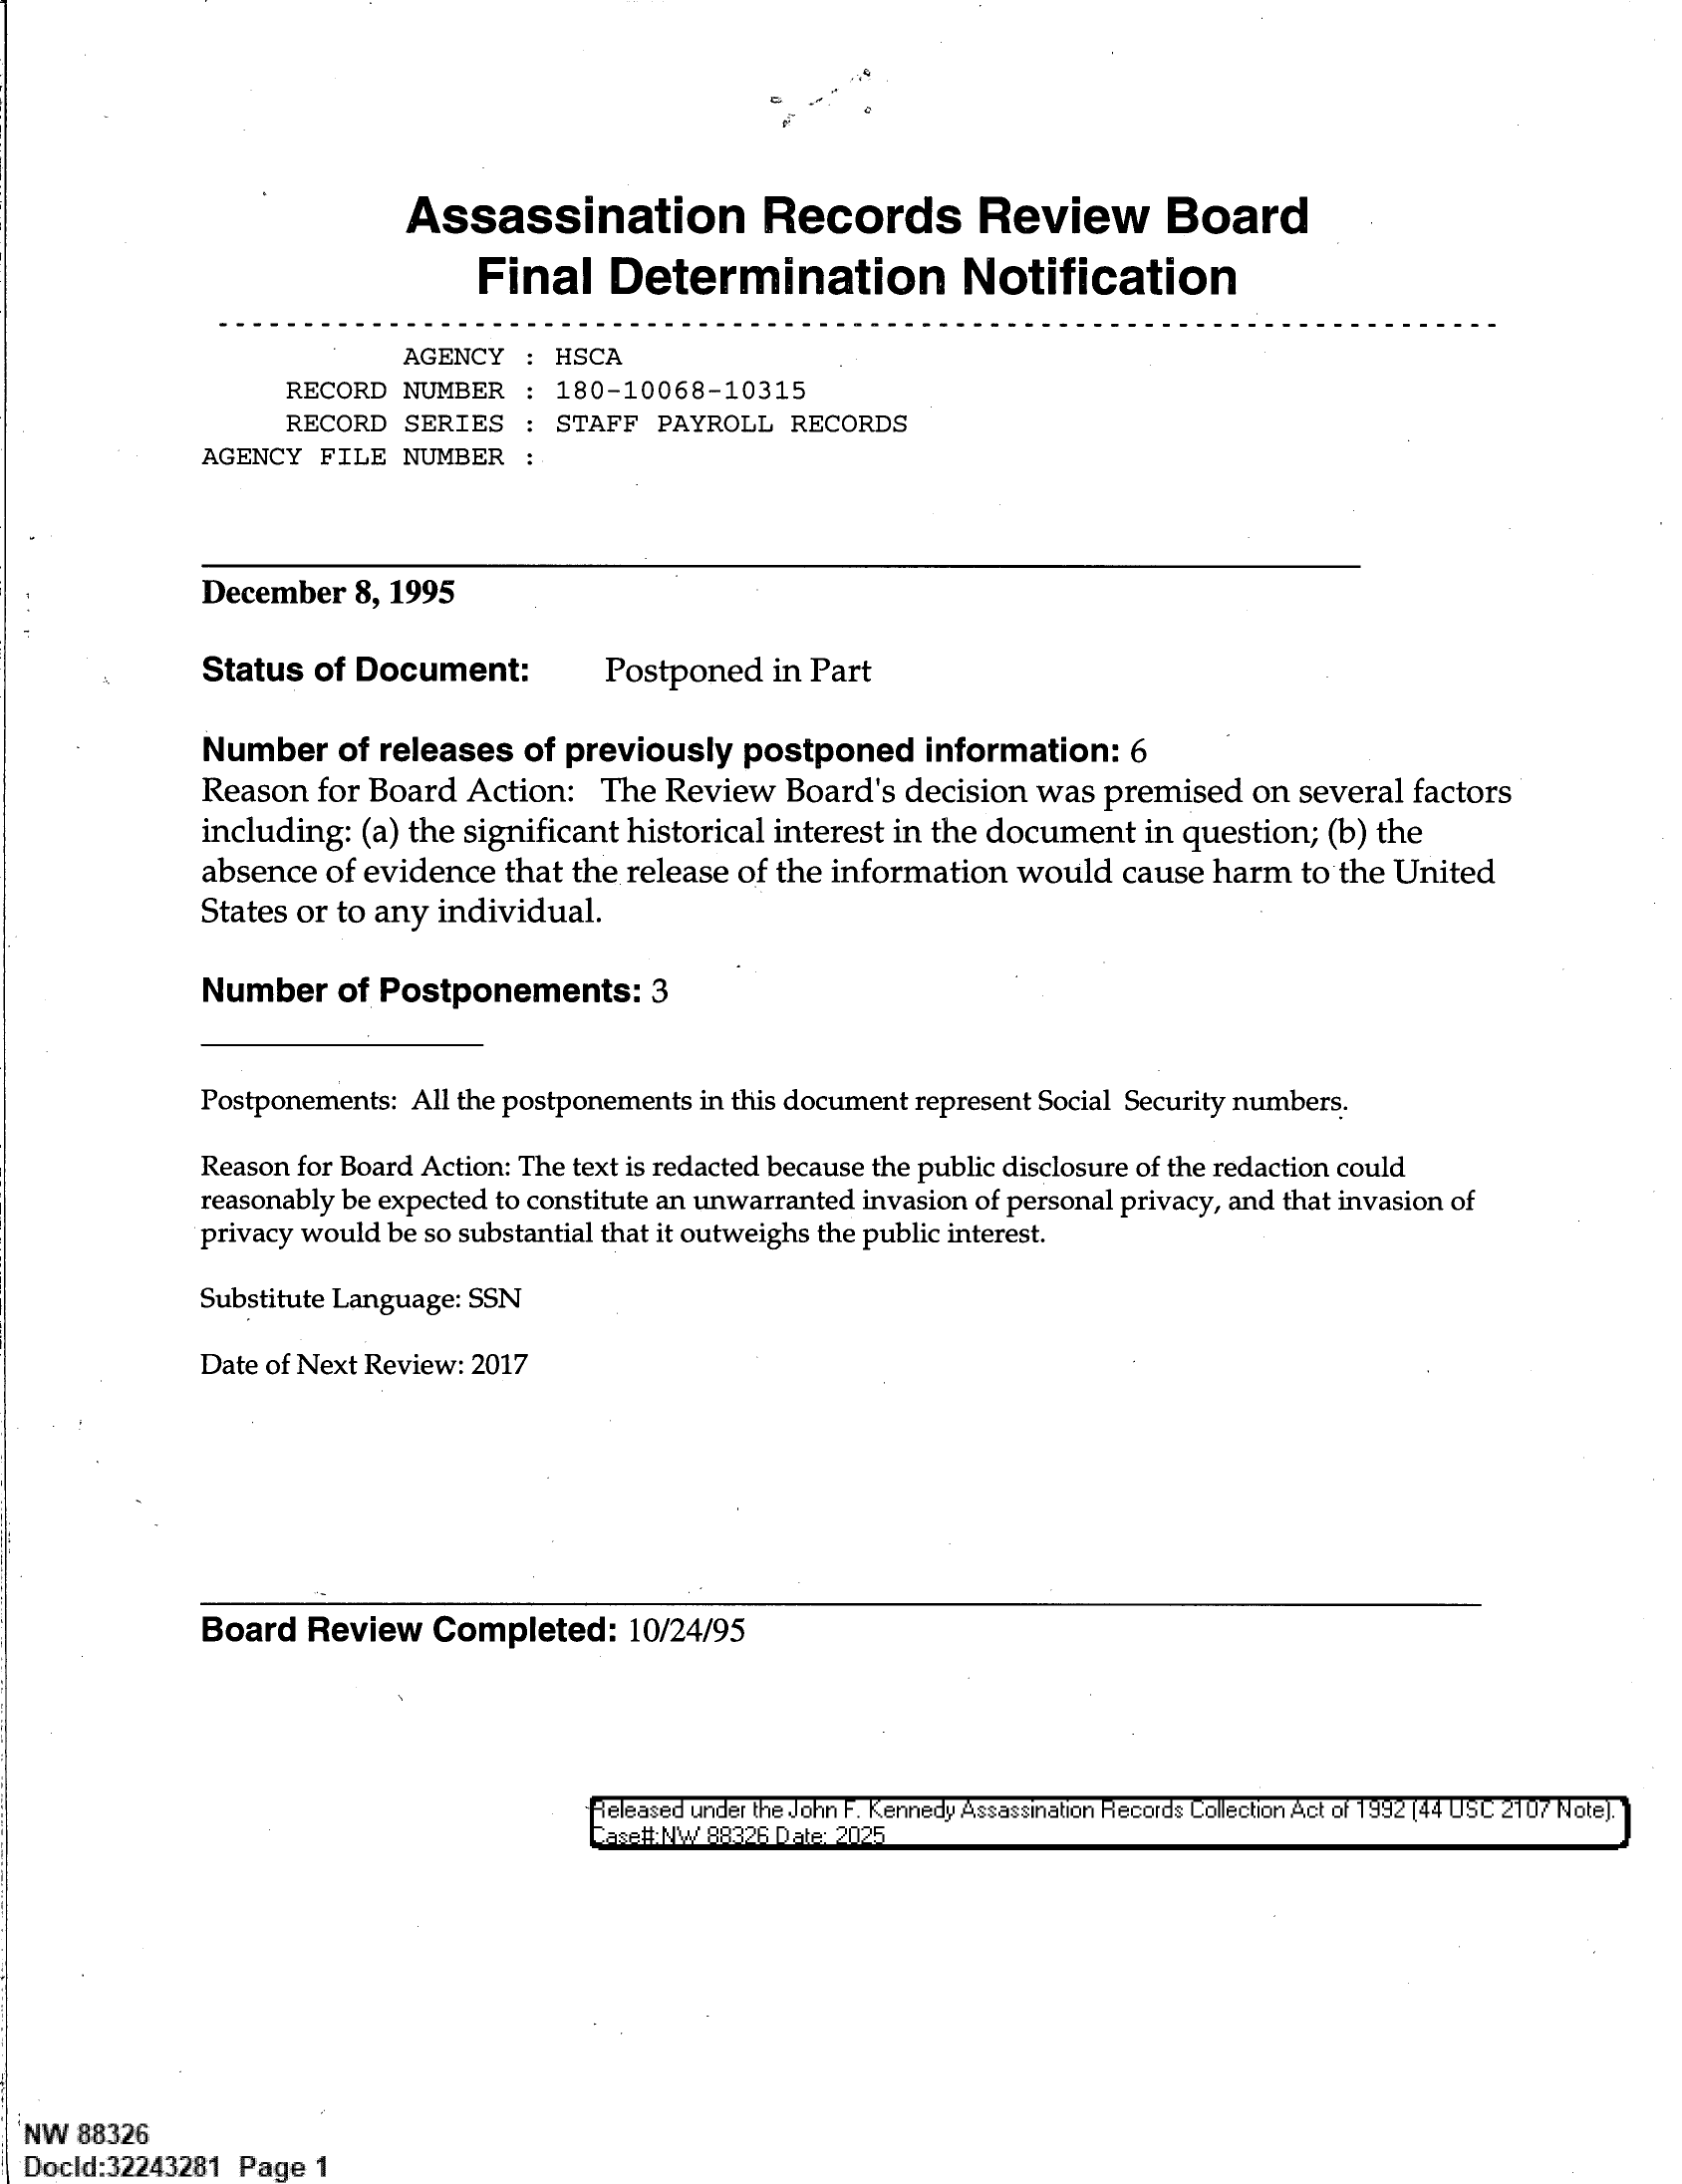 Assassination Records Review Board
Final Determination Notification
AGENCY : HSCA
RECORD NUMBER : 180-10068-10315
RECORD SERIES : STAFF PAYROLL RECORDS
AGENCY FILE NUMBER :
December 8, 1995
Status of Document: Postponed in Part
Number of releases of previously postponed information: 6
Reason for Board Action: The Review Board's decision was premised on several factors
including: (a) the significant historical interest in the document in question; (b) the
absence of evidence that the release of the information would cause harm to the United
States or to any individual.
Number of Postponements: 3
Postponements: All the postponements in this document represent Social Security numbers.
Reason for Board Action: The text is redacted because the public disclosure of the redaction could
reasonably be expected to constitute an unwarranted invasion of personal privacy, and that invasion of
privacy would be so substantial that it outweighs the public interest.
Substitute Language: SSN
Date of Next Review: 2017
Board Review Completed: 10/24/95
Released under the John F. Kennedy Assassination Records Collection Act of 1992 (44 USC 2107 Note).
Case#:NW 88326 Date: 2025
NW 88326
DocId:32243281 Page 1